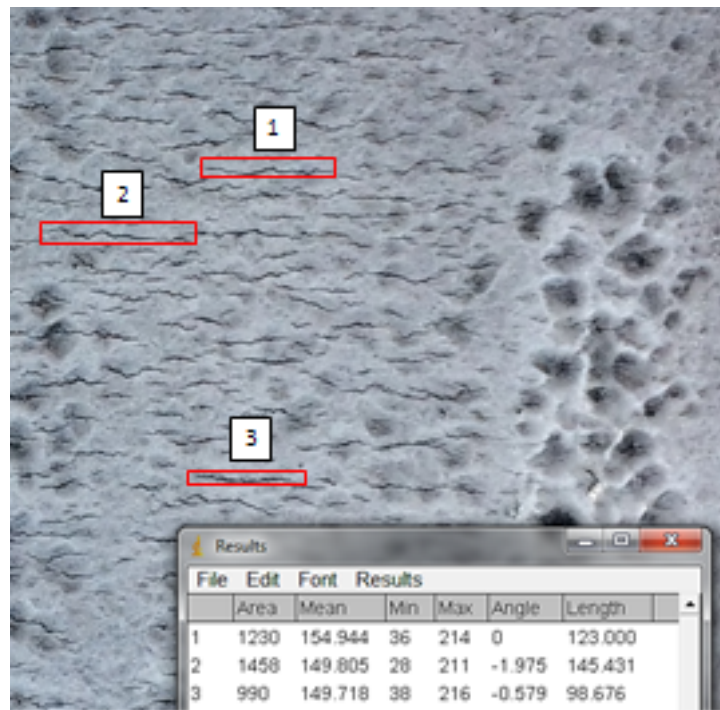 1
2
3
Results
File Edit Font Results
Area Mean Min Max Angle Length
1 1230 154.944 36 214 0 123.000
2 1458 149.805 28 211 -1.975 145.431
3 990 149.718 38 216 -0.579 98.676